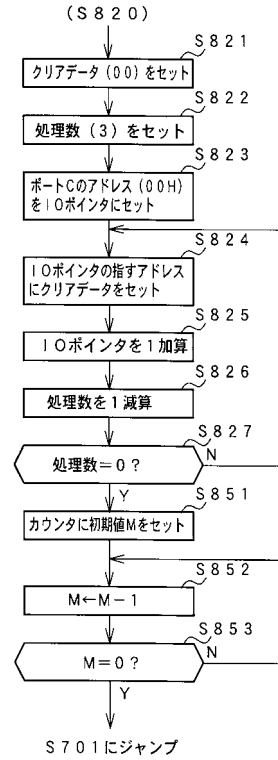 (S820)
S821
クリアデータ(00)をセット
S822
処理数(3)をセット
S823
ポートCのアドレス(00H)
をIOポインタにセット
S824
IOポインタの指すアドレス
にクリアデータをセット
S825
IOポインタを1加算
S826
処理数を1減算
S827
処理数=0?
N
Y
S851
カウンタに初期値Mをセット
S852
M←M-1
S853
M=0?
N
Y
S701にジャンプ